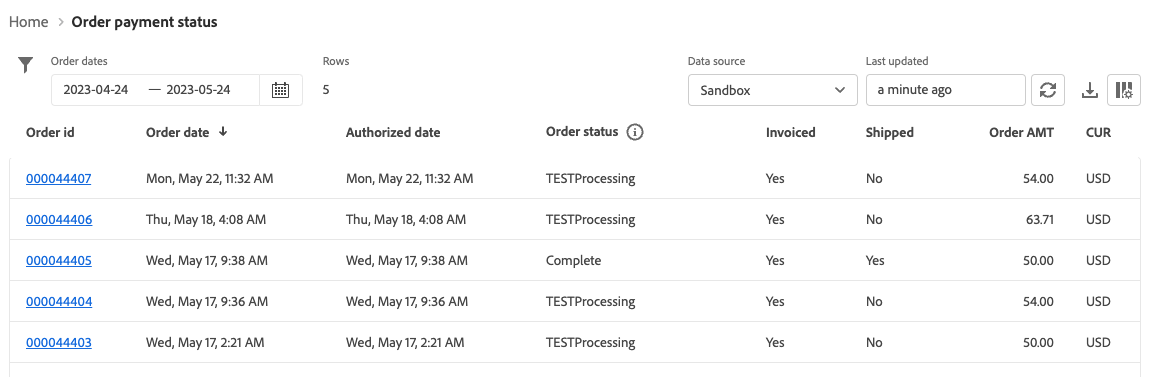 Home > Order payment status
Order dates Rows Data source Last updated
2023-04-24 — 2023-05-24 5 Sandbox a minute ago
Order id Order date ↓ Authorized date Order status Invoiced Shipped Order AMT CUR
000044407 Mon, May 22, 11:32 AM Mon, May 22, 11:32 AM TESTProcessing Yes No 54.00 USD
000044406 Thu, May 18, 4:08 AM Thu, May 18, 4:08 AM TESTProcessing Yes No 63.71 USD
000044405 Wed, May 17, 9:38 AM Wed, May 17, 9:38 AM Complete Yes Yes 50.00 USD
000044404 Wed, May 17, 9:36 AM Wed, May 17, 9:36 AM TESTProcessing Yes No 54.00 USD
000044403 Wed, May 17, 2:21 AM Wed, May 17, 2:21 AM TESTProcessing Yes No 50.00 USD